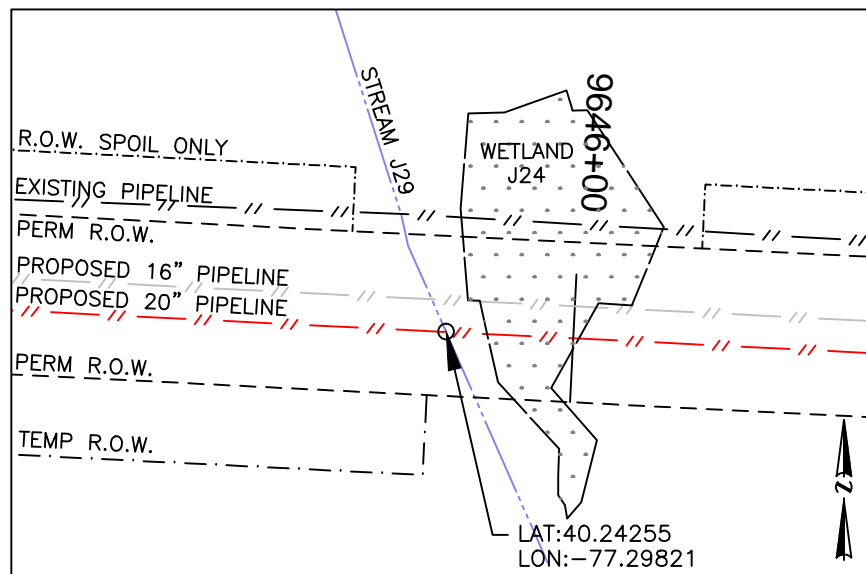 STREAM J29
9646+00
R.O.W. SPOIL ONLY
WETLAND
J24
EXISTING PIPELINE
PERM R.O.W.
PROPOSED 16" PIPELINE
PROPOSED 20" PIPELINE
PERM R.O.W.
TEMP R.O.W.
N
LAT:40.24255
LON:-77.29821